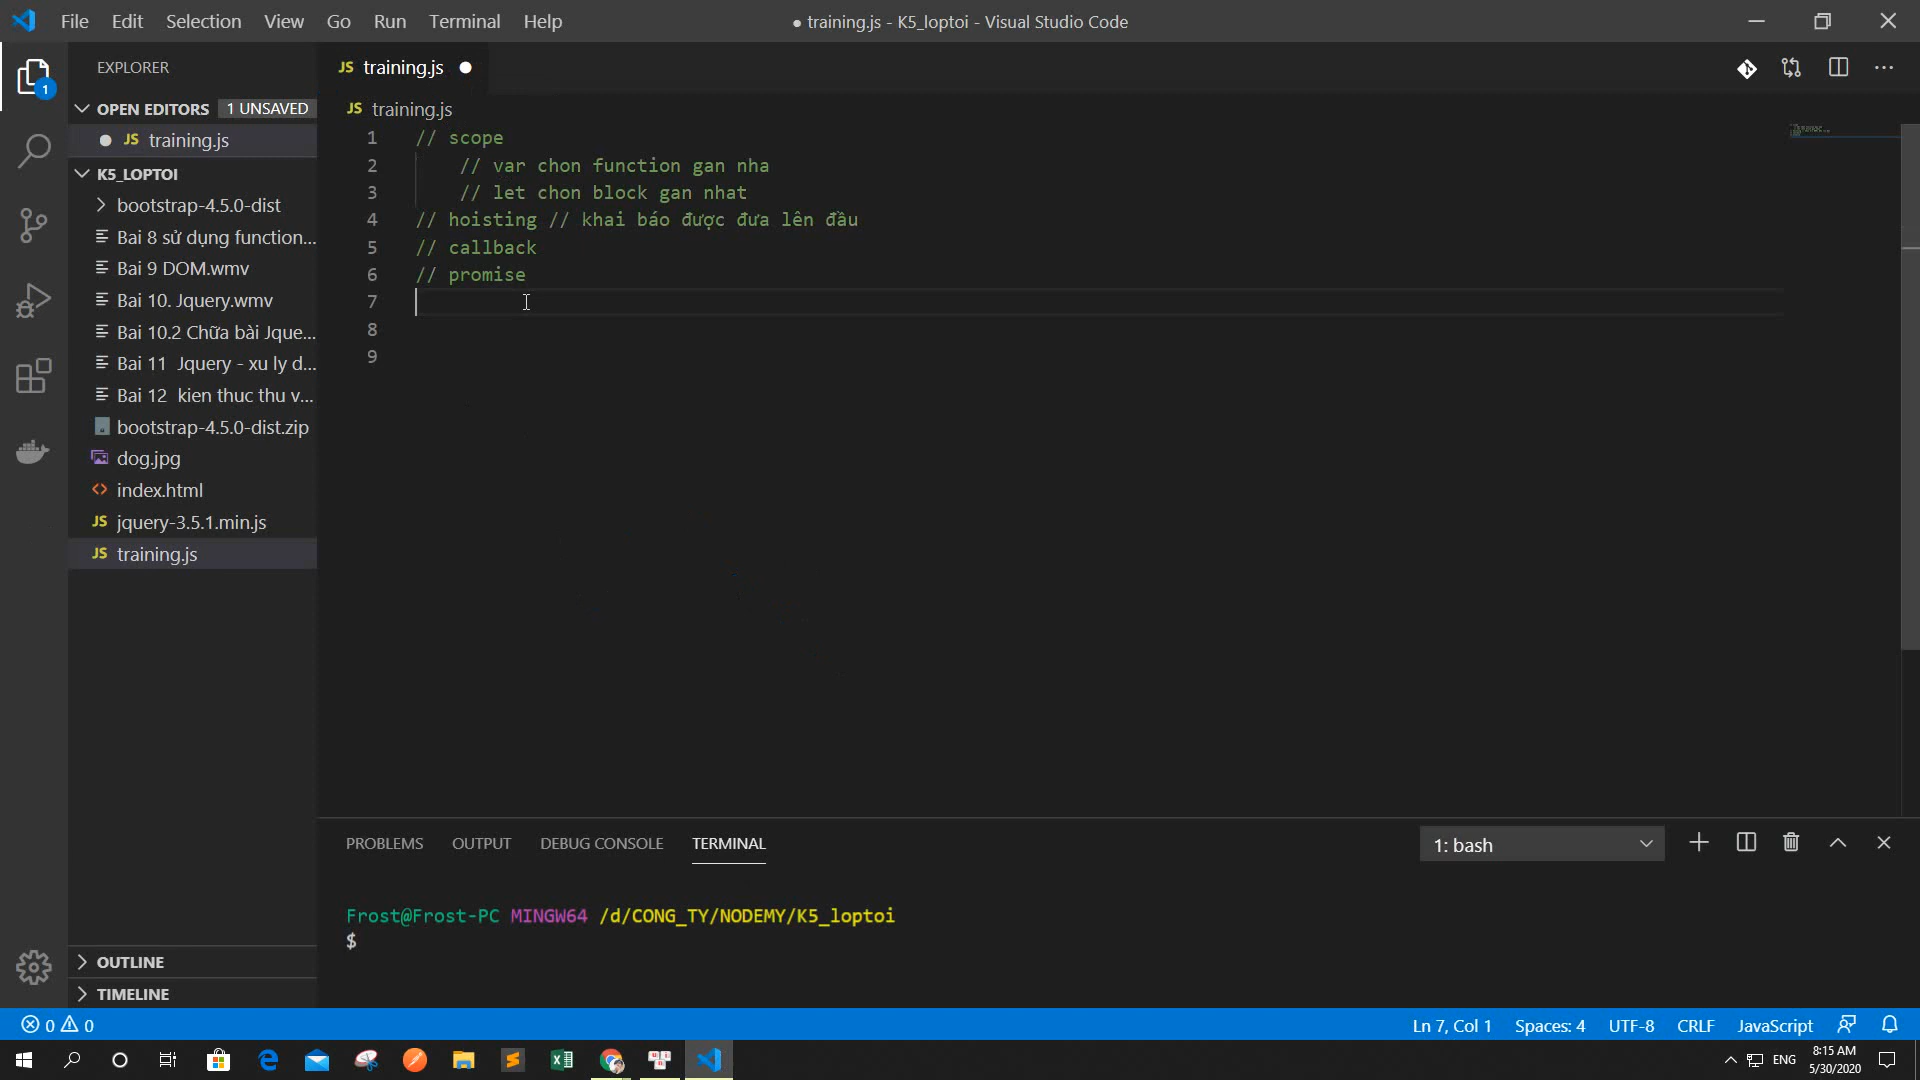 File Edit Selection View Go Run Terminal Help
● training.js - K5_loptoi - Visual Studio Code
EXPLORER
OPEN EDITORS 1 UNSAVED
JS training.js
K5_LOPTOI
bootstrap-4.5.0-dist
Bai 8 sử dụng function...
Bai 9 DOM.wmv
Bai 10. Jquery.wmv
Bai 10.2 Chữa bài Jque...
Bai 11 Jquery - xu ly d...
Bai 12 kien thuc thu v...
bootstrap-4.5.0-dist.zip
dog.jpg
index.html
JS jquery-3.5.1.min.js
JS training.js
OUTLINE
TIMELINE
1
JS training.js
JS training.js
1 // scope
2 // var chon function gan nha
3 // let chon block gan nhat
4 // hoisting // khai báo được đưa lên đầu
5 // callback
6 // promise
7
8
9
PROBLEMS OUTPUT DEBUG CONSOLE TERMINAL
1: bash
Frost@Frost-PC MINGW64 /d/CONG_TY/NODEMY/K5_loptoi
$
0 0
Ln 7, Col 1 Spaces: 4 UTF-8 CRLF JavaScript
ENG
8:15 AM
5/30/2020